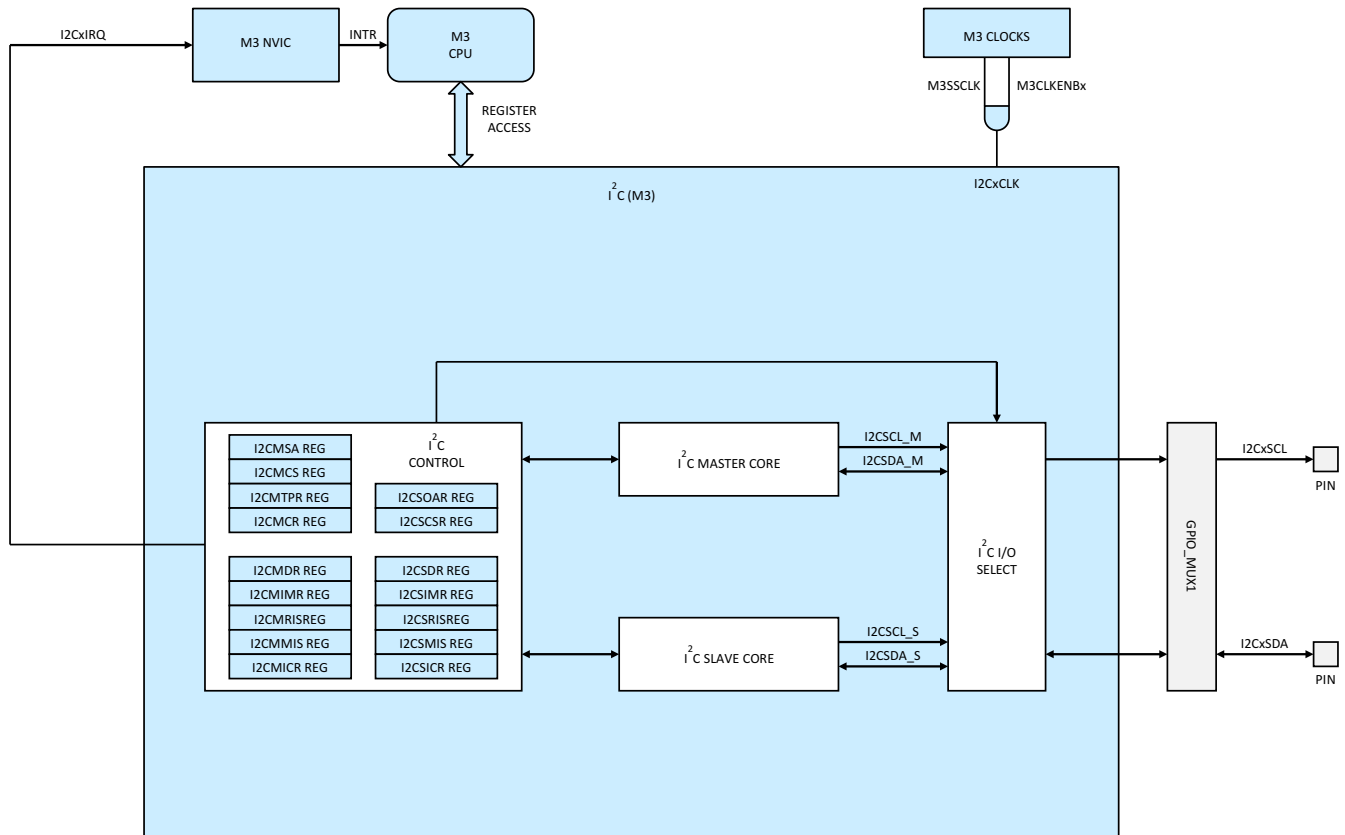 I2CxIRQ
M3 NVIC
INTR
M3
CPU
M3 CLOCKS
M3SSCLK
M3CLKENBx
REGISTER
ACCESS
I2CxCLK
I²C (M3)
I2CMSA REG
I2CMCS REG
I2CMTPR REG
I2CMCR REG
I²C
CONTROL
I2CSOAR REG
I2CSCSR REG
I2CMDR REG
I2CMIMR REG
I2CMRISREG
I2CMMIS REG
I2CMICR REG
I2CSDR REG
I2CSIMR REG
I2CSRISREG
I2CSMIS REG
I2CSICR REG
I²C MASTER CORE
I2CSCL_M
I2CSDA_M
I²C SLAVE CORE
I2CSCL_S
I2CSDA_S
I²C I/O
SELECT
GPIO_MUX1
I2CxSCL
PIN
I2CxSDA
PIN